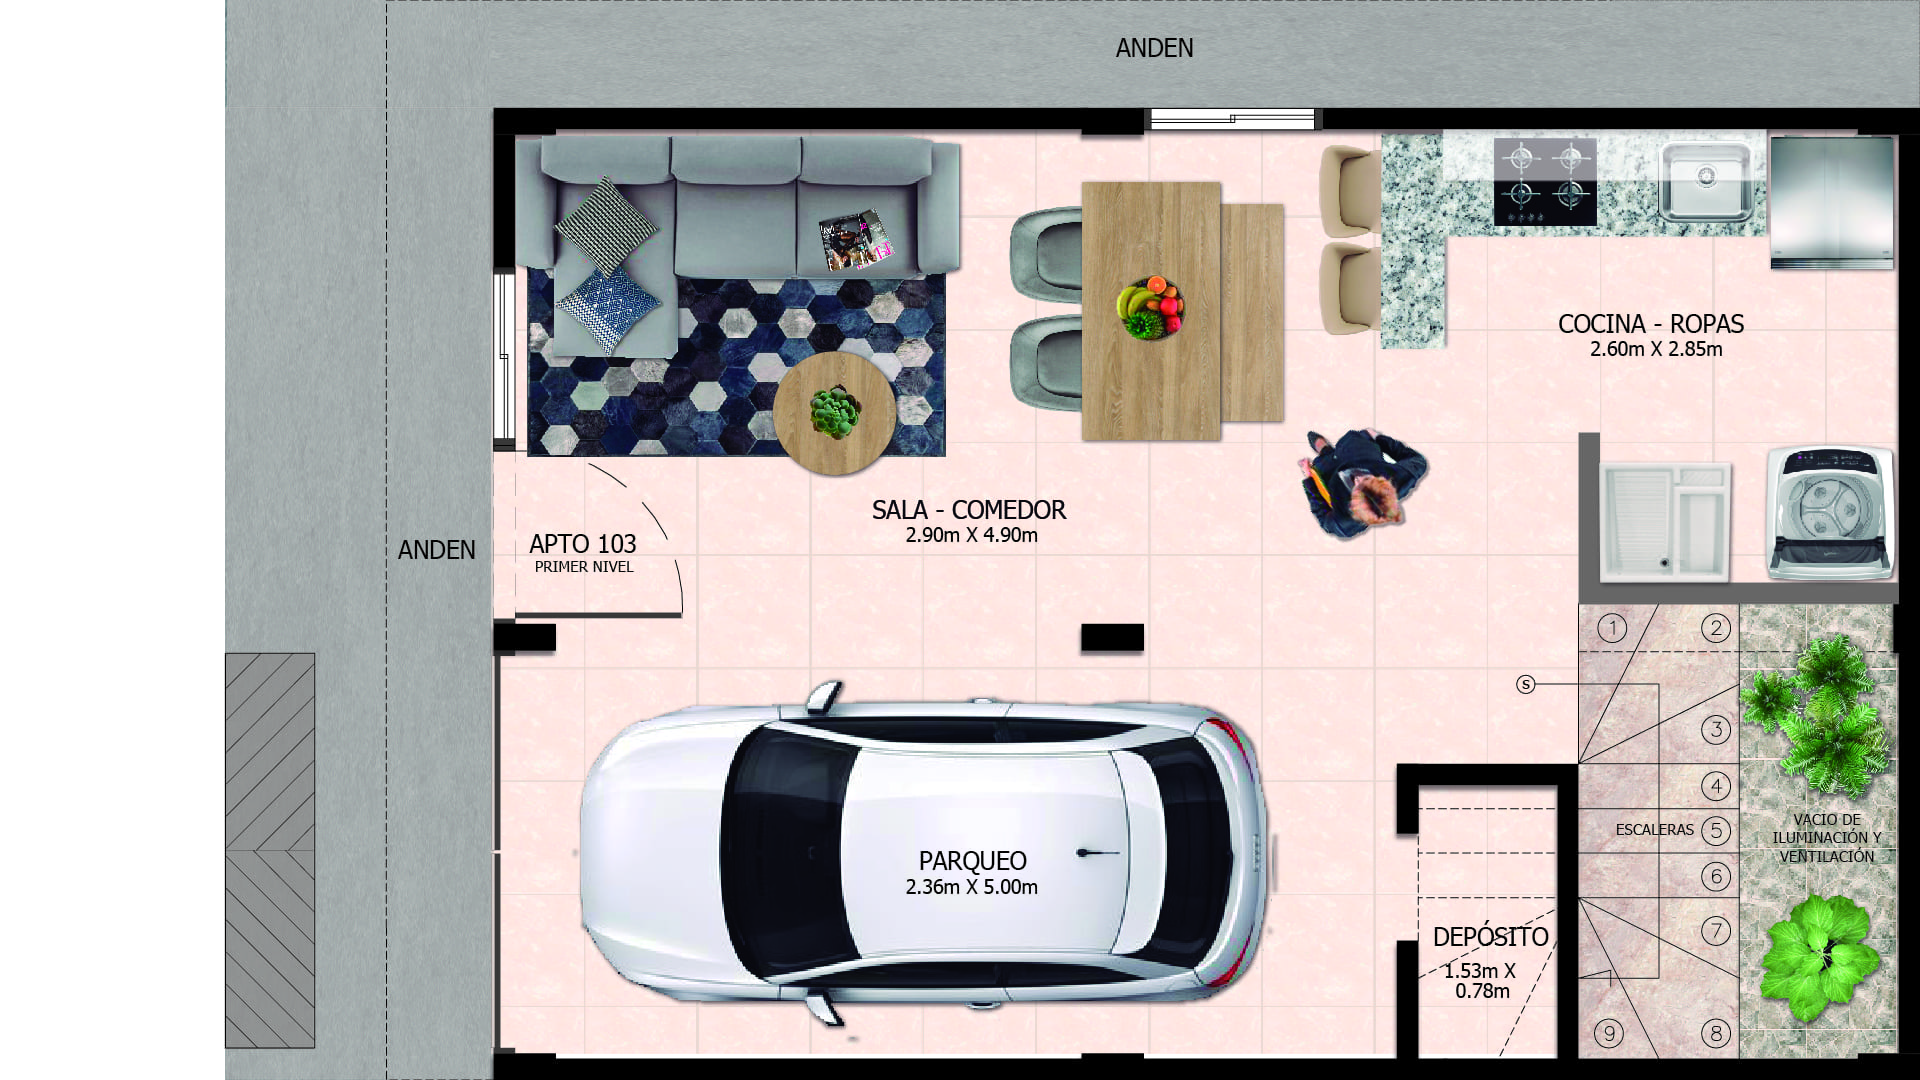 ANDEN
COCINA - ROPAS
2.60m X 2.85m
SALA - COMEDOR
2.90m X 4.90m
ANDEN
APTO 103
PRIMER NIVEL
1
2
S
3
4
ESCALERAS
5
VACIO DE
ILUMINACIÓN Y
VENTILACIÓN
PARQUEO
2.36m X 5.00m
6
7
DEPÓSITO
1.53m X
0.78m
9
8